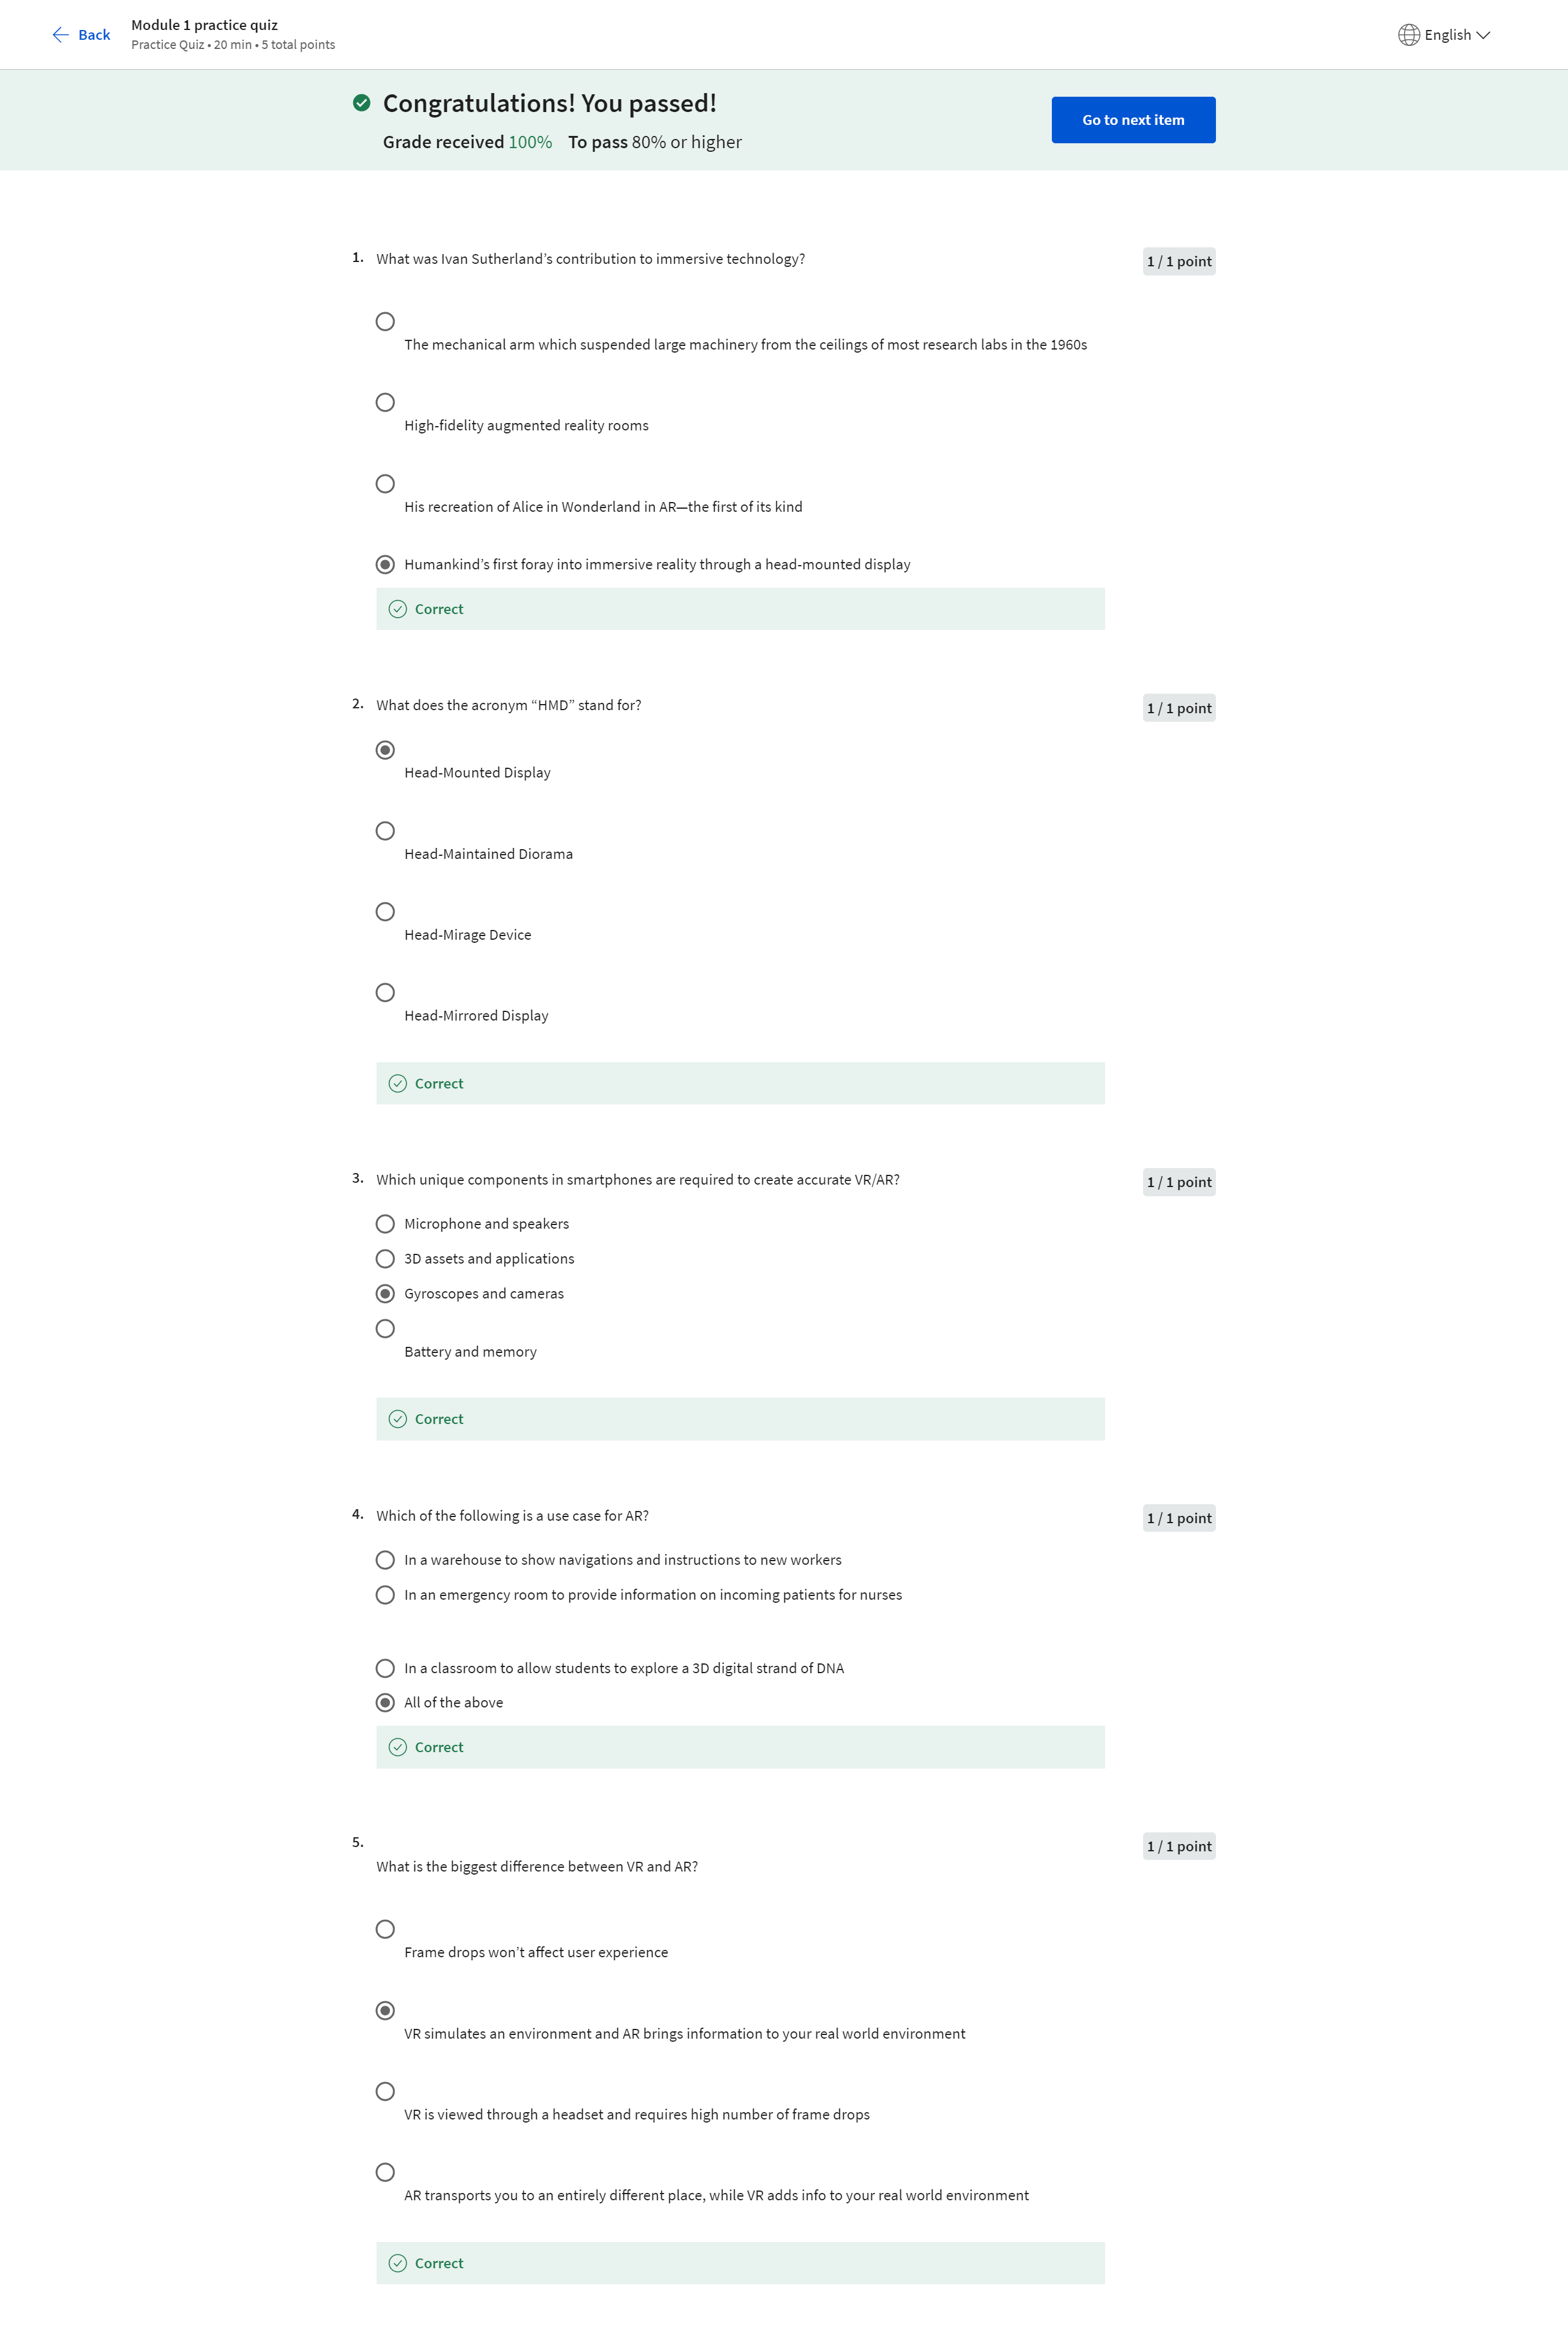 Back
Module 1 practice quiz
Practice Quiz • 20 min • 5 total points
English
Congratulations! You passed!
Grade received 100% To pass 80% or higher
Go to next item
1. What was Ivan Sutherland’s contribution to immersive technology?
1 / 1 point
The mechanical arm which suspended large machinery from the ceilings of most research labs in the 1960s
High-fidelity augmented reality rooms
His recreation of Alice in Wonderland in AR—the first of its kind
Humankind’s first foray into immersive reality through a head-mounted display
Correct
2. What does the acronym “HMD” stand for?
1 / 1 point
Head-Mounted Display
Head-Maintained Diorama
Head-Mirage Device
Head-Mirrored Display
Correct
3. Which unique components in smartphones are required to create accurate VR/AR?
1 / 1 point
Microphone and speakers
3D assets and applications
Gyroscopes and cameras
Battery and memory
Correct
4. Which of the following is a use case for AR?
1 / 1 point
In a warehouse to show navigations and instructions to new workers
In an emergency room to provide information on incoming patients for nurses
In a classroom to allow students to explore a 3D digital strand of DNA
All of the above
Correct
5.
1 / 1 point
What is the biggest difference between VR and AR?
Frame drops won’t affect user experience
VR simulates an environment and AR brings information to your real world environment
VR is viewed through a headset and requires high number of frame drops
AR transports you to an entirely different place, while VR adds info to your real world environment
Correct